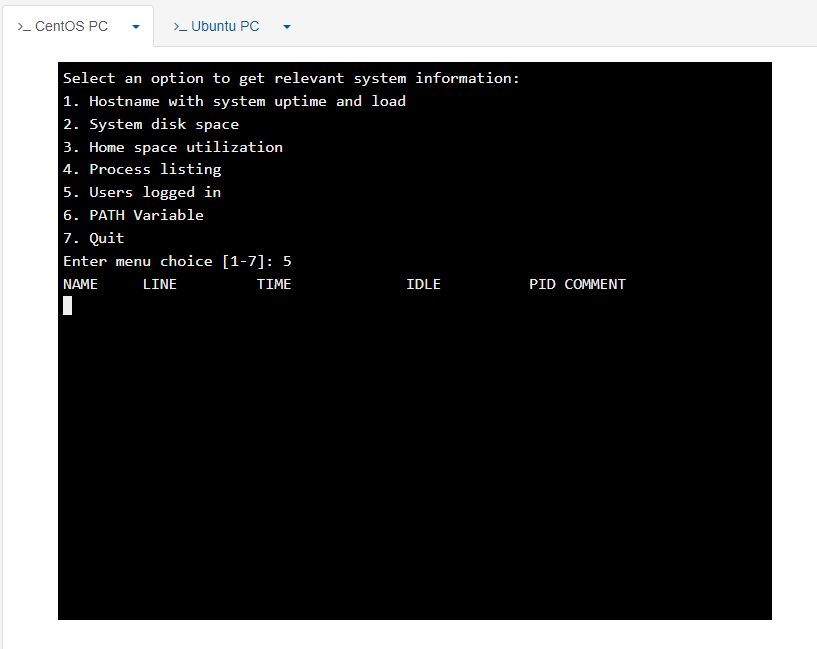 >_ CentOS PC >_ Ubuntu PC
Select an option to get relevant system information:
1. Hostname with system uptime and load
2. System disk space
3. Home space utilization
4. Process listing
5. Users logged in
6. PATH Variable
7. Quit
Enter menu choice [1-7]: 5
NAME LINE TIME IDLE PID COMMENT